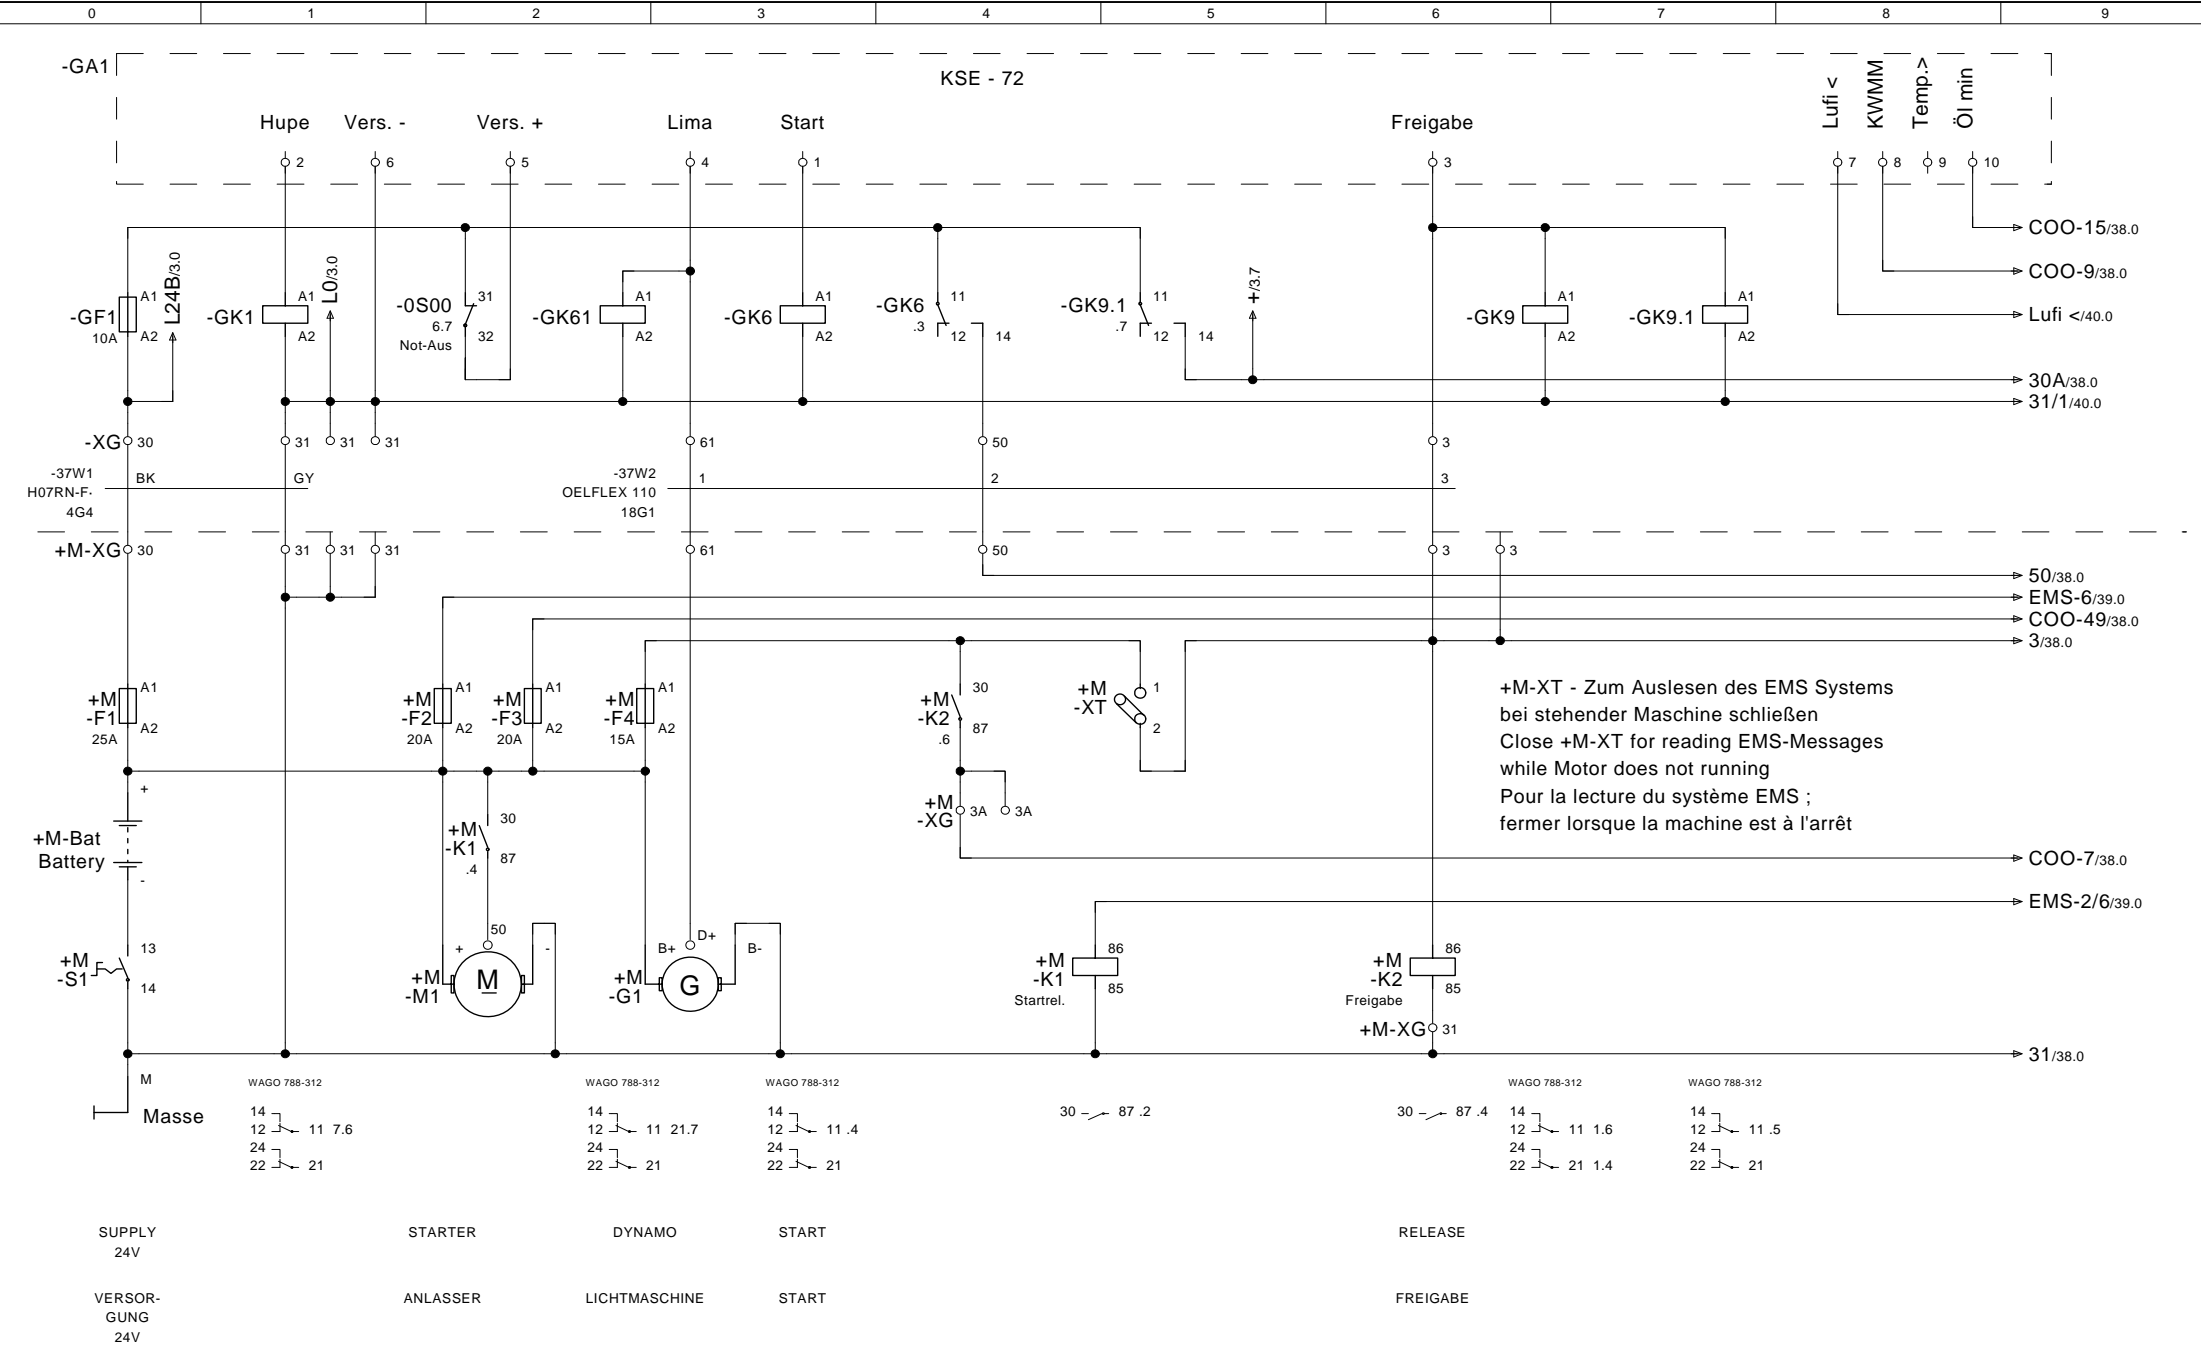 0 1 2 3 4 5 6 7 8 9
-GA1
KSE - 72
Hupe Vers. - Vers. + Lima Start Freigabe Lufi < KWMM Temp.> Öl min
2 6 5 4 1 3 7 8 9 10
COO-15/38.0
COO-9/38.0
Lufi </40.0
30A/38.0
31/1/40.0
-GF1 10A A1 A2
L24B/3.0
-GK1 A1 A2
L0/3.0
-0S00 31
6.7 32
Not-Aus
-GK61 A1 A2
-GK6 A1 A2
-GK6 11
.3 12 14
-GK9.1 11
.7 12 14
+/3.7
-GK9 A1 A2
-GK9.1 A1 A2
-XG 30 31 31 31 61 50 3
-37W1 BK GY
H07RN-F-
4G4
-37W2 1 2 3
OELFLEX 110
18G1
+M-XG 30 31 31 31 61 50 3 3
50/38.0
EMS-6/39.0
COO-49/38.0
3/38.0
+M A1
-F1
25A A2
+M A1
-F2
20A A2
+M A1
-F3
20A A2
+M A1
-F4
15A A2
+M 30
-K2
.6 87
+M 1
-XT
2
+M-XT - Zum Auslesen des EMS Systems
bei stehender Maschine schließen
Close +M-XT for reading EMS-Messages
while Motor does not running
Pour la lecture du système EMS ;
fermer lorsque la machine est à l'arrêt
+
+M-Bat
Battery
-
+M 30
-K1
.4 87
+M
-XG 3A 3A
COO-7/38.0
EMS-2/6/39.0
+M 13
-S1
14
+ 50 -
+M
-M1 M
B+ D+ B-
+M
-G1 G
+M 86
-K1
85
Startrel.
+M 86
-K2
85
Freigabe
+M-XG 31
31/38.0
M
Masse
WAGO 788-312
14
12 11 7.6
24
22 21
WAGO 788-312
14
12 11 21.7
24
22 21
WAGO 788-312
14
12 11 .4
24
22 21
30 87 .2
30 87 .4
WAGO 788-312
14
12 11 1.6
24
22 21 1.4
WAGO 788-312
14
12 11 .5
24
22 21
SUPPLY
24V
STARTER DYNAMO START RELEASE
VERSOR-
GUNG
24V
ANLASSER LICHTMASCHINE START FREIGABE